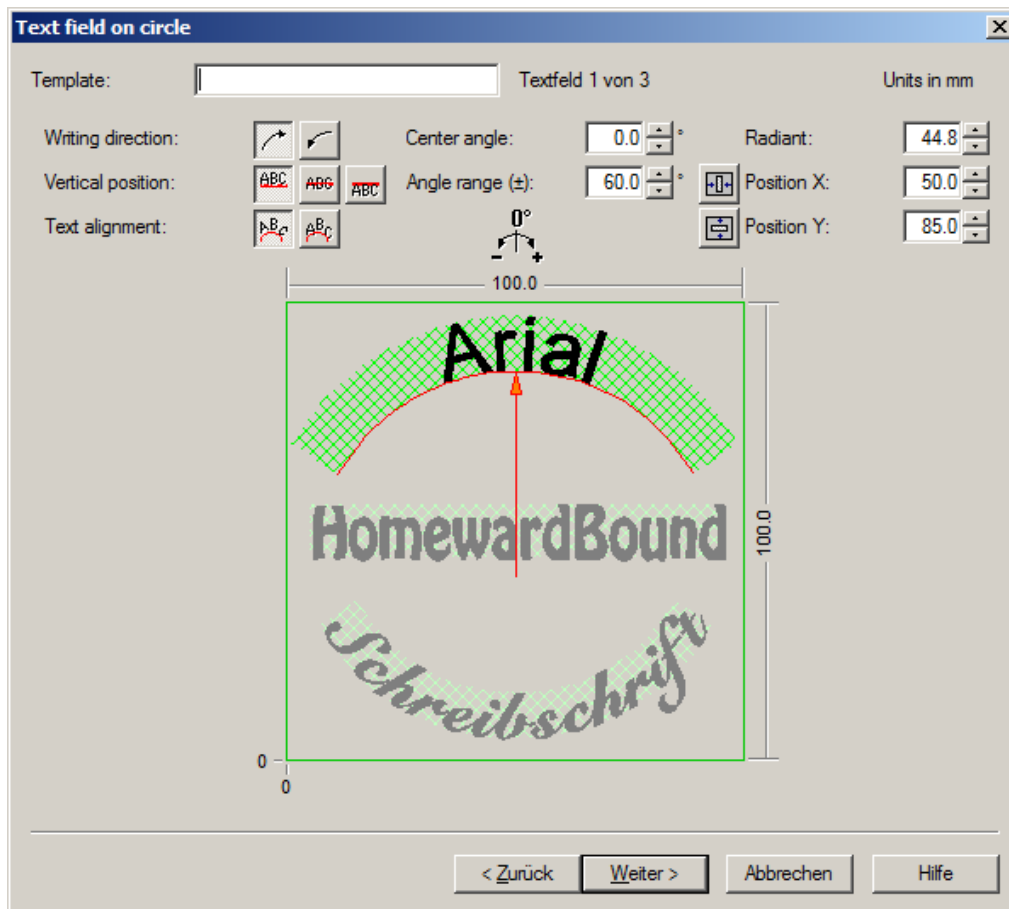 Text field on circle
Template: Textfeld 1 von 3 Units in mm
Writing direction: Center angle: 0.0 ° Radiant: 44.8
Vertical position: ABC ABC ABC Angle range (±): 60.0 ° Position X: 50.0
Text alignment: ABC ABC Position Y: 85.0
0°
- +
100.0
Arial
HomewardBound
100.0
Schreibschrift
0
0
< Zurück Weiter > Abbrechen Hilfe